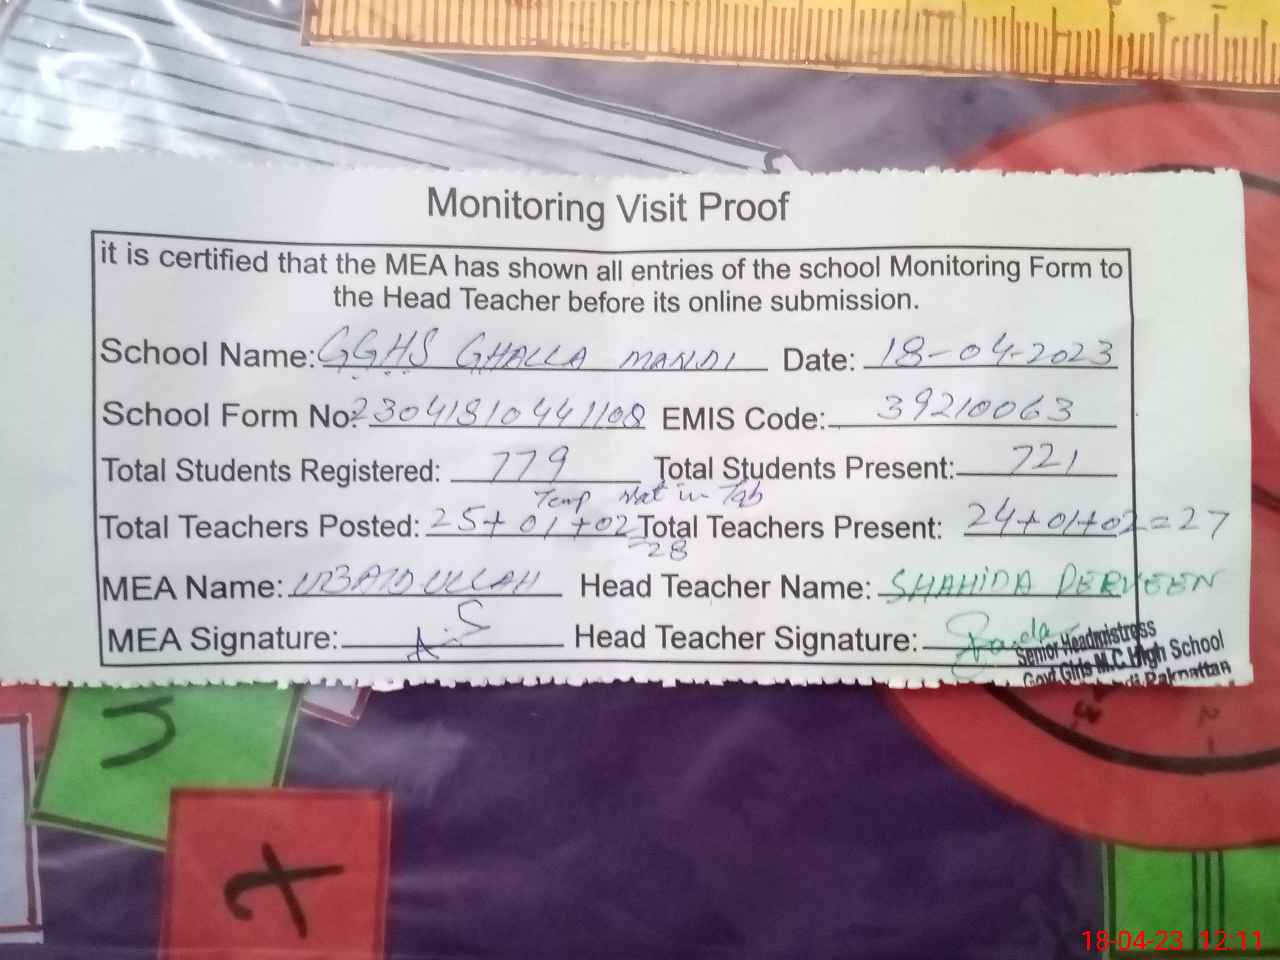 Monitoring Visit Proof
it is certified that the MEA has shown all entries of the school Monitoring Form to
the Head Teacher before its online submission.
School Name: GGHS GHALLA MANDI Date: 18-04-2023
School Form No: 23041810441108 EMIS Code: 39210063
Total Students Registered: 779 Total Students Present: 721
Temp Not in Tab
Total Teachers Posted: 25+01+02 Total Teachers Present: 24+01+02=27
=28
MEA Name: UBAIDULLAH Head Teacher Name: SHAHIDA PERVEEN
MEA Signature: Head Teacher Signature:
Senior Headmistress
Govt Girls M.C. High School
Pakpattan
n
x
18-04-23 12:11